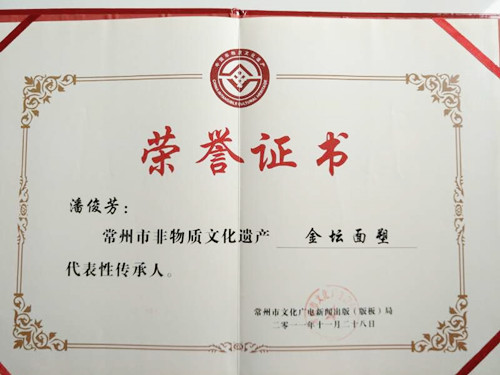 荣誉证书
潘俊芳：
常州市非物质文化遗产 金坛面塑
代表性传承人。
常州市文化广电新闻出版（版权）局
二零一一年十一月二十八日